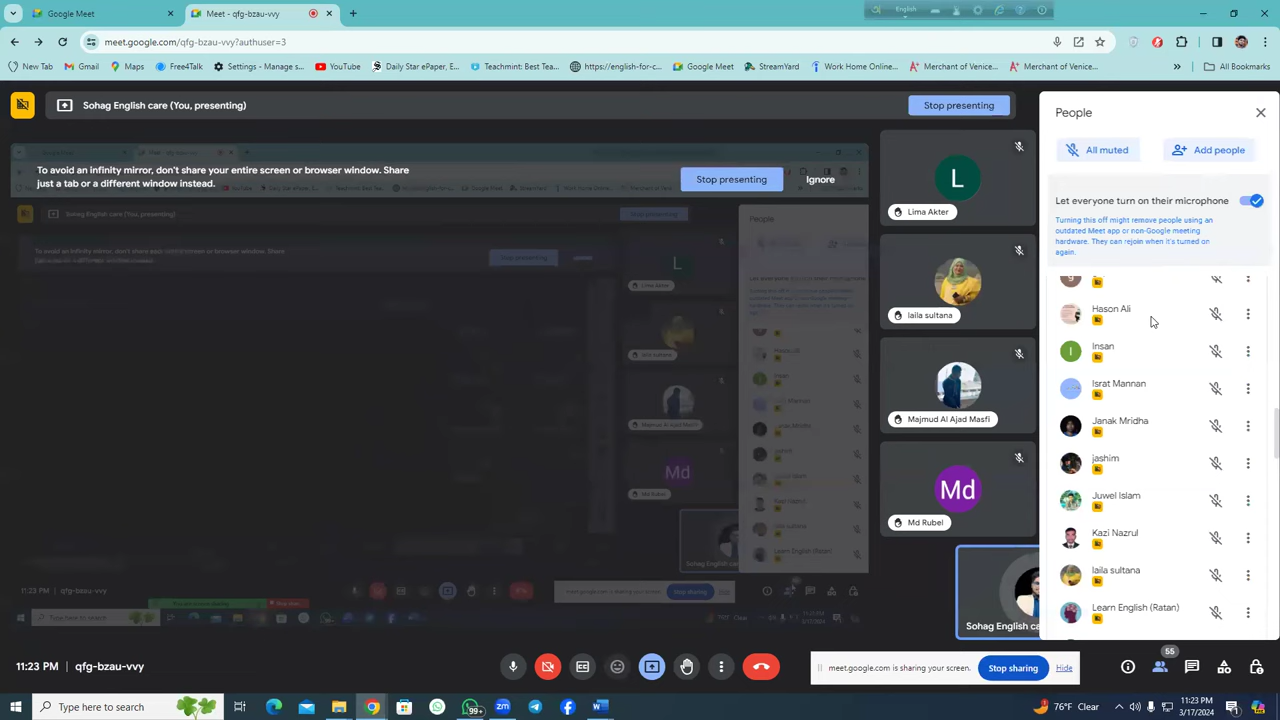 Google Meet
Meet - qfg-bzau-vvy
English
meet.google.com/qfg-bzau-vvy?authuser=3
New Tab
Gmail
Maps
Free4Talk
Settings - Manage s...
YouTube
Daily Star ePaper, E...
Teachmint: Best Tea...
https://english-for-c...
Google Meet
StreamYard
Work Home Online...
Merchant of Venice...
Merchant of Venic...
All Bookmarks
Sohag English care (You, presenting)
Stop presenting
To avoid an infinity mirror, don't share your entire screen or browser window. Share
just a tab or a different window instead.
Stop presenting
Ignore
L
Lima Akter
laila sultana
Majmud Al Ajad Masfi
Md
Md Rubel
Sohag English ca
People
All muted
Add people
Let everyone turn on their microphone
Turning this off might remove people using an
outdated Meet app or non-Google meeting
hardware. They can rejoin when it's turned on
again.
Hason Ali
I
Insan
Israt Mannan
Janak Mridha
jashim
Juwel Islam
Kazi Nazrul
laila sultana
Learn English (Ratan)
11:23 PM | qfg-bzau-vvy
meet.google.com is sharing your screen.
Stop sharing
Hide
55
Type here to search
76°F Clear
11:23 PM
3/17/2024